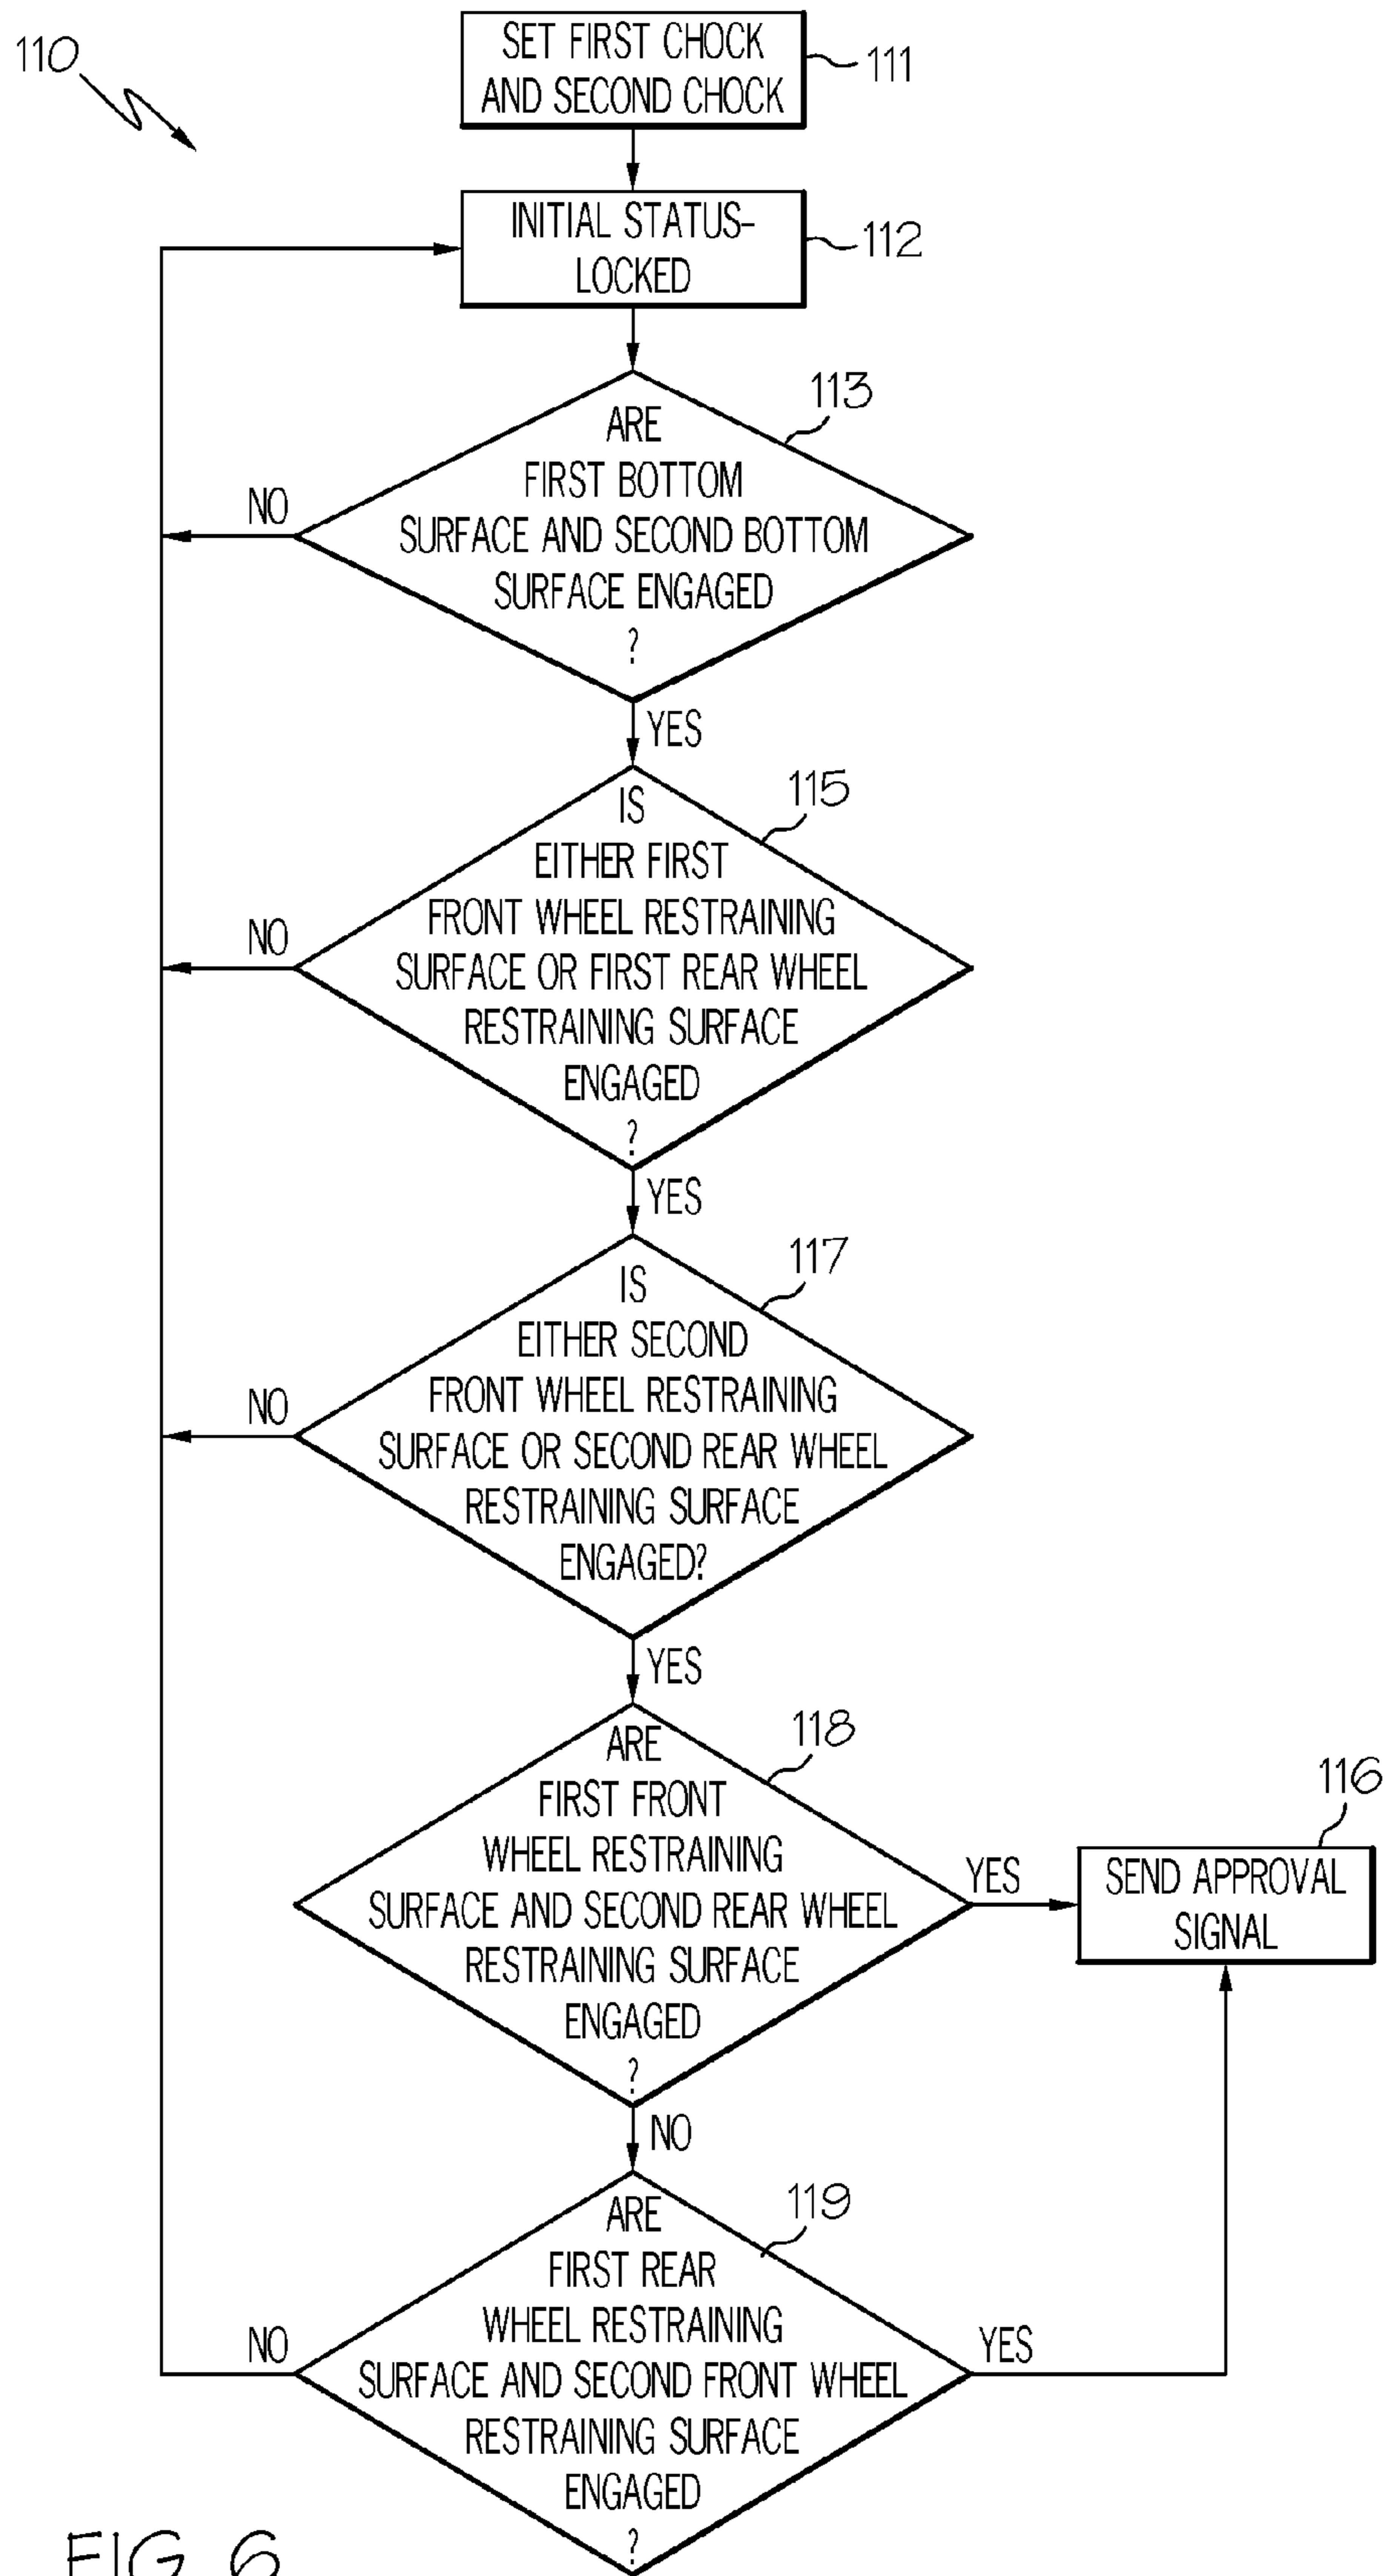 110
SET FIRST CHOCK
AND SECOND CHOCK
111
INITIAL STATUS-
LOCKED
112
113
ARE
FIRST BOTTOM
SURFACE AND SECOND BOTTOM
SURFACE ENGAGED
?
NO
YES
115
IS
EITHER FIRST
FRONT WHEEL RESTRAINING
SURFACE OR FIRST REAR WHEEL
RESTRAINING SURFACE
ENGAGED
?
NO
YES
117
IS
EITHER SECOND
FRONT WHEEL RESTRAINING
SURFACE OR SECOND REAR WHEEL
RESTRAINING SURFACE
ENGAGED?
NO
YES
118
ARE
FIRST FRONT
WHEEL RESTRAINING
SURFACE AND SECOND REAR WHEEL
RESTRAINING SURFACE
ENGAGED
?
YES
116
SEND APPROVAL
SIGNAL
NO
119
ARE
FIRST REAR
WHEEL RESTRAINING
SURFACE AND SECOND FRONT WHEEL
RESTRAINING SURFACE
ENGAGED
?
NO
YES
FIG. 6